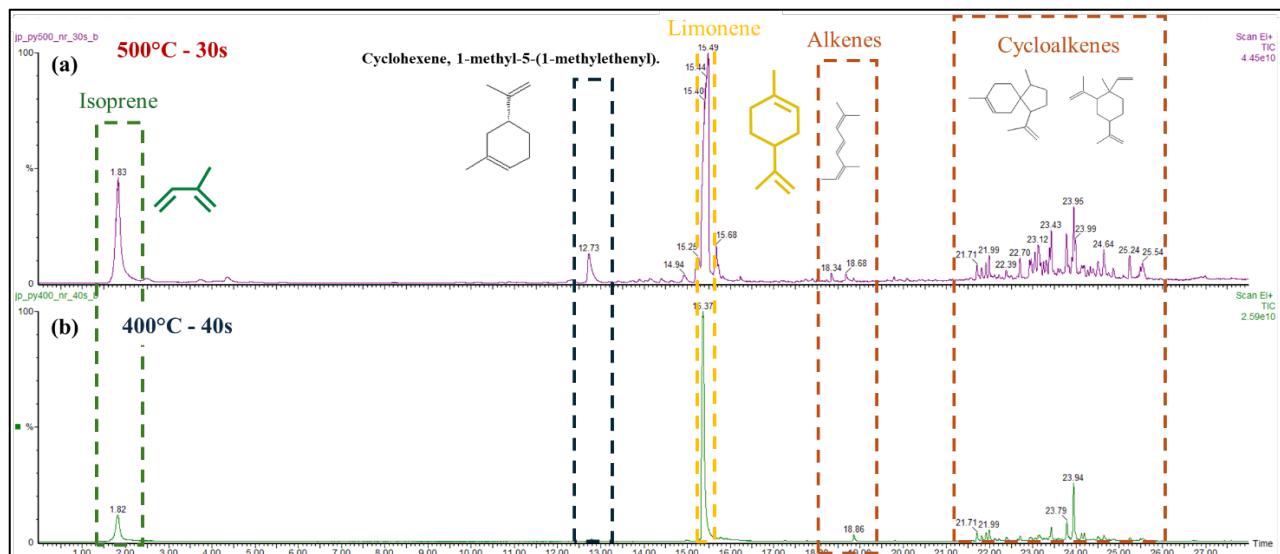 jp_py500_nr_30s_b
500°C - 30s
Scan EI+
TIC
4.45e10
100
(a)
%
0
Isoprene
Cyclohexene, 1-methyl-5-(1-methylethenyl).
Limonene
Alkenes
Cycloalkenes
1.83
12.73
14.94
15.25
15.40
15.44
15.49
15.68
18.34
18.68
21.71
21.99
22.39
22.70
23.12
23.43
23.95
23.99
24.64
25.24
25.54
400°C - 40s
Scan EI+
TIC
2.59e10
100
(b)
%
0
1.82
18.86
21.71
21.99
23.79
23.94
Time